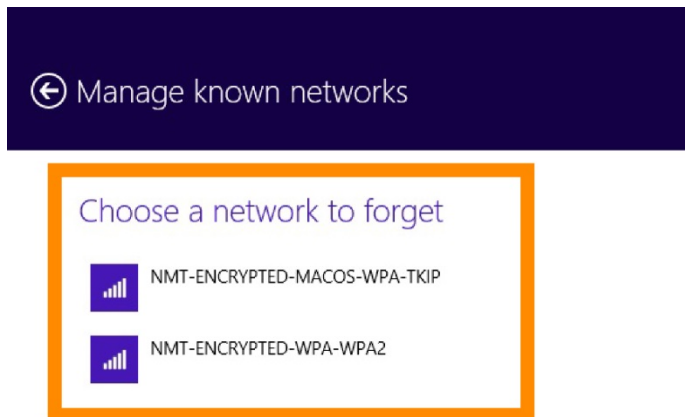 Manage known networks
Choose a network to forget
NMT-ENCRYPTED-MACOS-WPA-TKIP
NMT-ENCRYPTED-WPA-WPA2